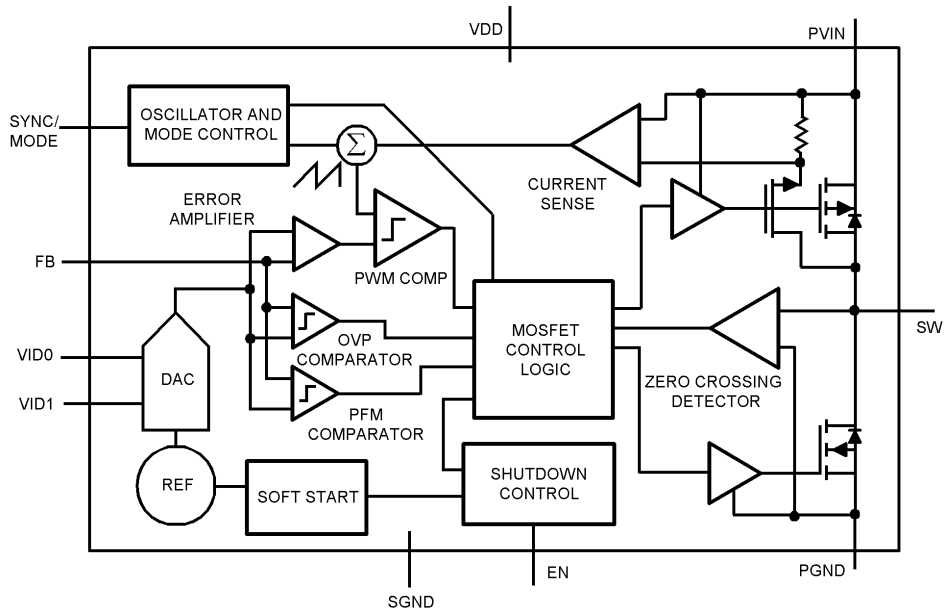 VDD
PVIN
SYNC/
MODE
OSCILLATOR AND
MODE CONTROL
Σ
CURRENT
SENSE
ERROR
AMPLIFIER
FB
PWM COMP
MOSFET
CONTROL
LOGIC
SW
OVP
COMPARATOR
VID0
DAC
VID1
ZERO CROSSING
DETECTOR
PFM
COMPARATOR
REF
SOFT START
SHUTDOWN
CONTROL
EN
SGND
PGND